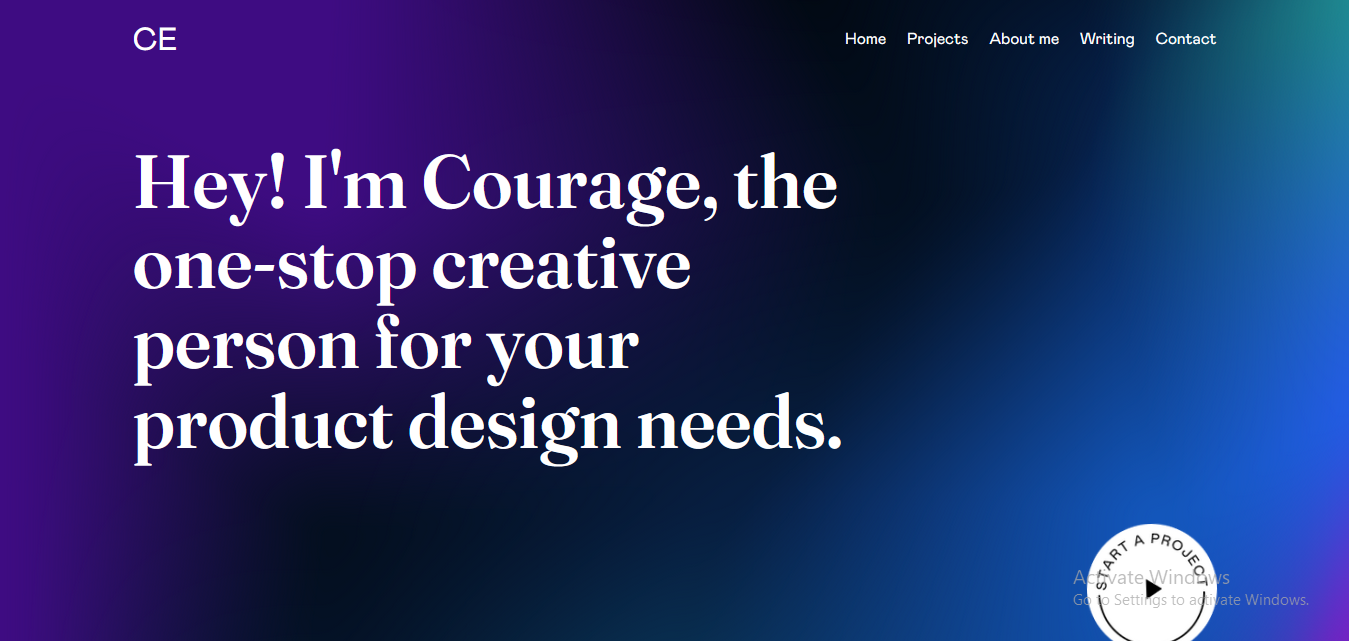 CE
Home Projects About me Writing Contact
Hey! I'm Courage, the
one-stop creative
person for your
product design needs.
START A PROJECT
Activate Windows
Go to Settings to activate Windows.